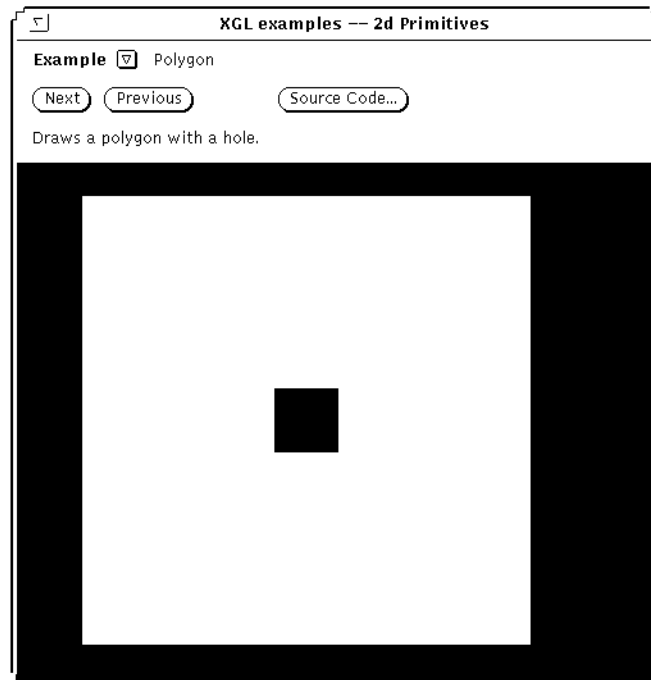 XGL examples –– 2d Primitives
Example Polygon
Next Previous Source Code...
Draws a polygon with a hole.